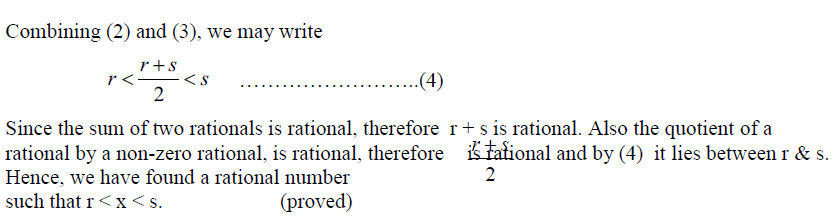 Combining (2) and (3), we may write
r < (r + s)/2 < s ……………………..(4)
Since the sum of two rationals is rational, therefore r + s is rational. Also the quotient of a
rational by a non-zero rational, is rational, therefore (r + s)/2 is rational and by (4) it lies between r & s.
Hence, we have found a rational number
such that r < x < s. (proved)